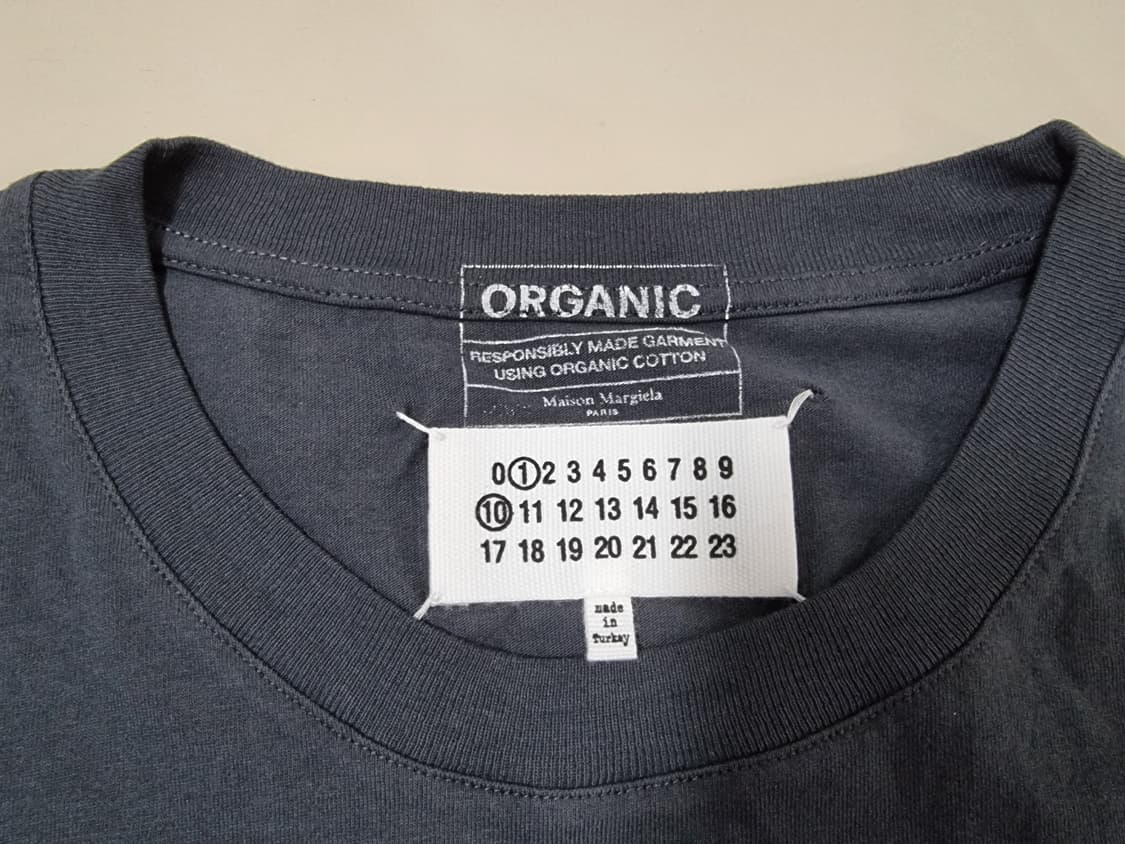 ORGANIC
RESPONSIBLY MADE GARMENT
USING ORGANIC COTTON
Maison Margiela
PARIS
0 1 2 3 4 5 6 7 8 9
10 11 12 13 14 15 16
17 18 19 20 21 22 23
made
in
Turkey